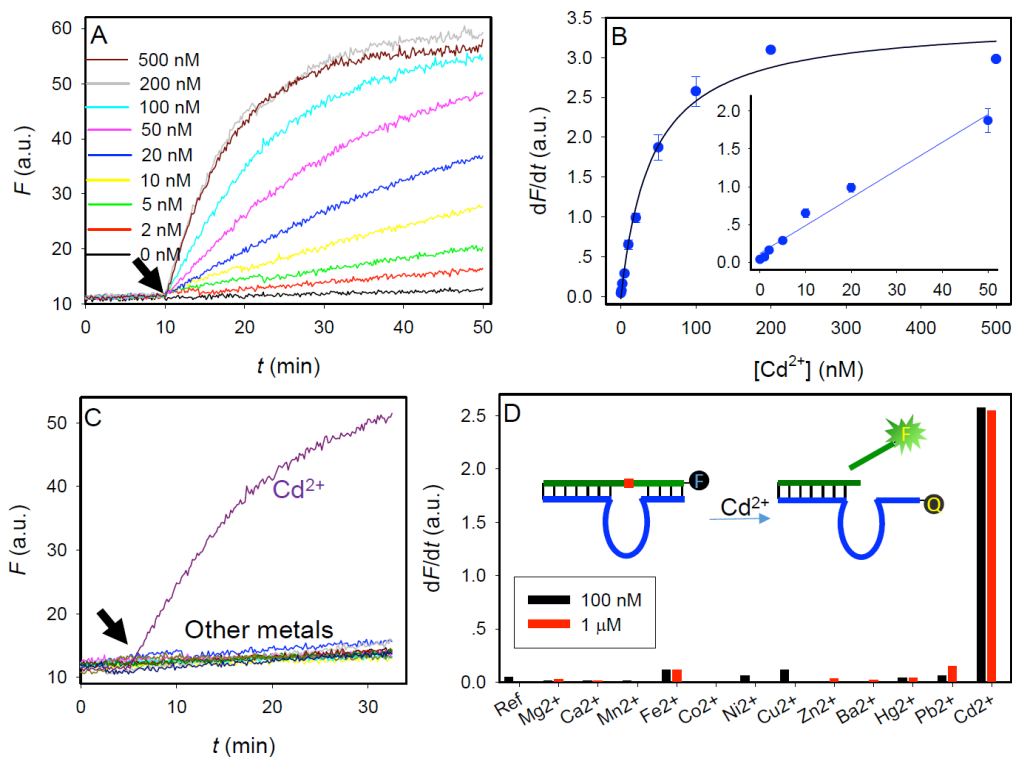 A
F (a.u.)
60
50
40
30
20
10
500 nM
200 nM
100 nM
50 nM
20 nM
10 nM
5 nM
2 nM
0 nM
0 10 20 30 40 50
t (min)
B
dF/dt (a.u.)
3.5
3.0
2.5
2.0
1.5
1.0
.5
0.0
2.0
1.5
1.0
.5
0.0
0 10 20 30 40 50
0 100 200 300 400 500
[Cd²⁺] (nM)
C
F (a.u.)
50
40
30
20
10
Cd²⁺
Other metals
0 10 20 30
t (min)
D
dF/dt (a.u.)
2.5
2.0
1.5
1.0
.5
0.0
F
F
Cd²⁺
Q
100 nM
1 μM
Ref Mg2+ Ca2+ Mn2+ Fe2+ Co2+ Ni2+ Cu2+ Zn2+ Ba2+ Hg2+ Pb2+ Cd2+